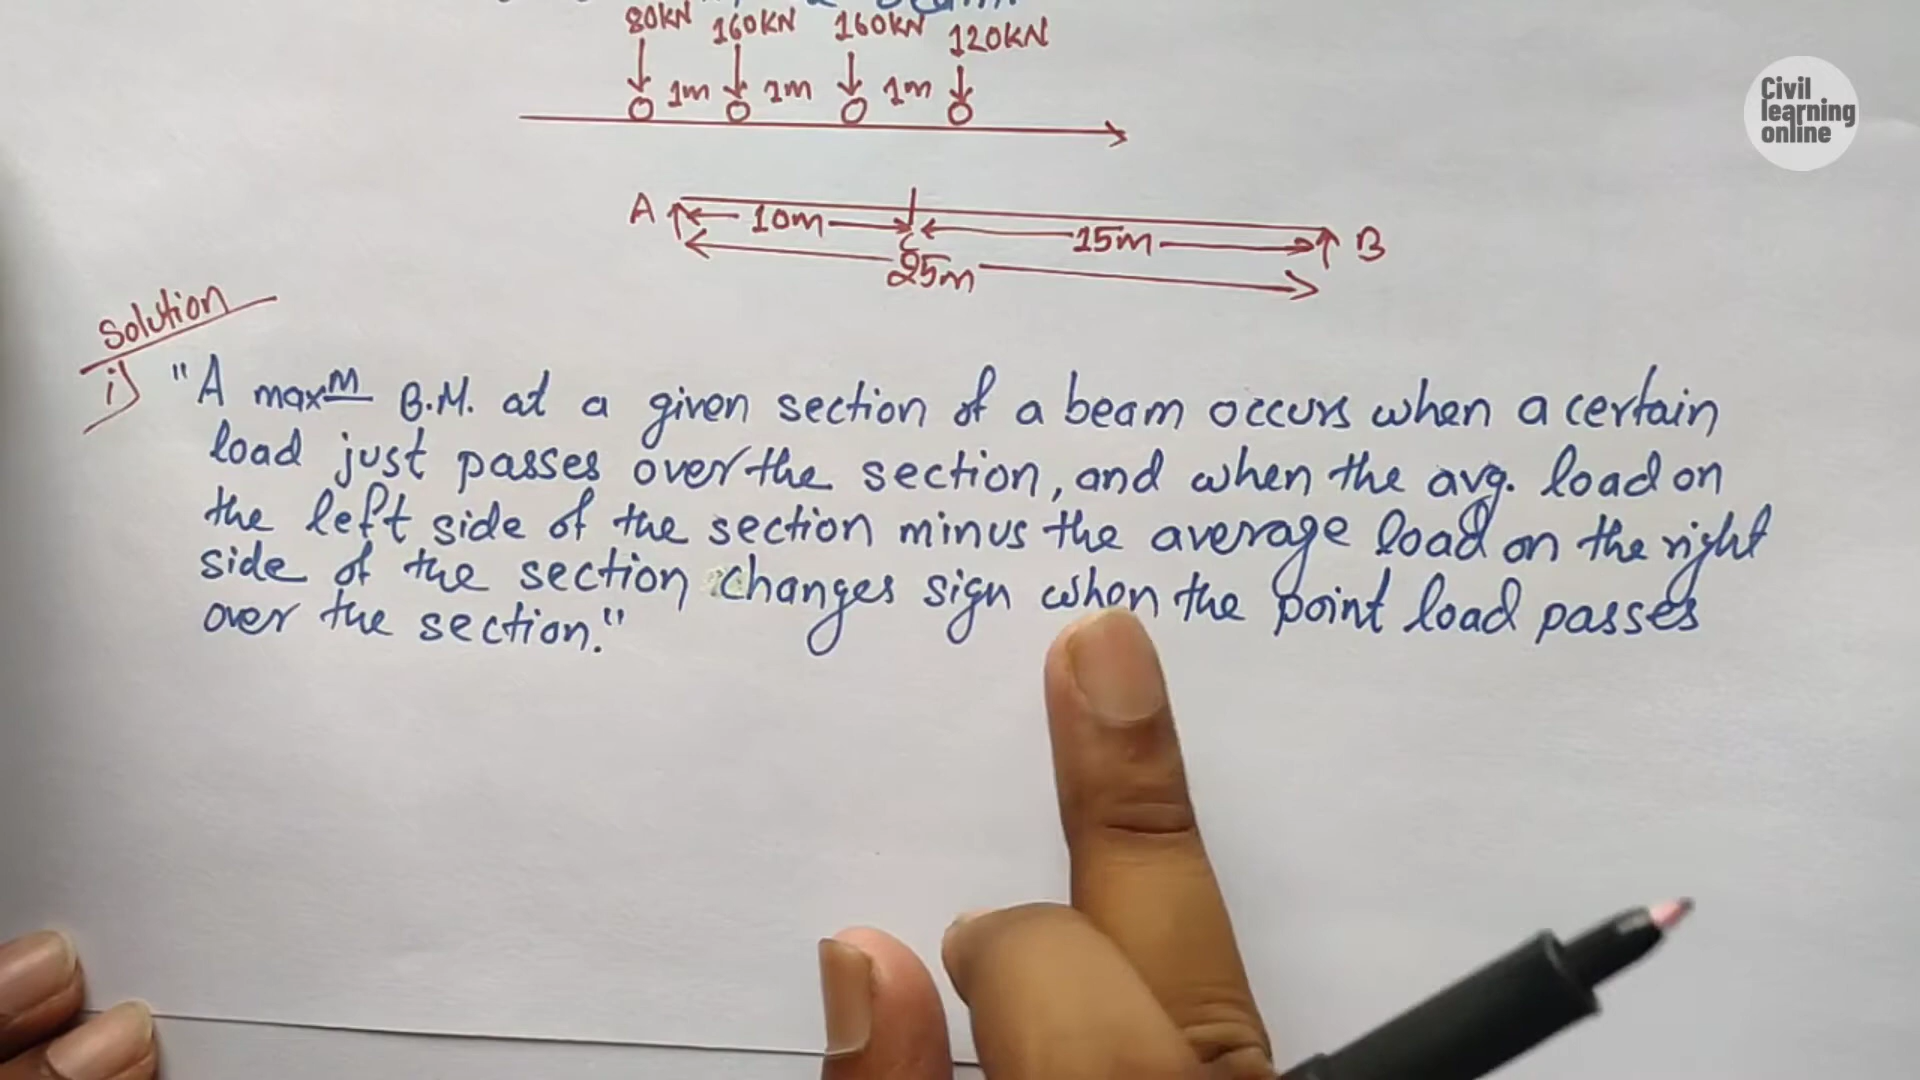 80KN 160KN 160KN 120KN
1m 1m 1m
A 10m C 15m B
25m
Solution
i) "A maxm B.M. at a given section of a beam occurs when a certain
load just passes over the section, and when the avg. load on
the left side of the section minus the average load on the right
side of the section changes sign when the point load passes
over the section."
Civil
learning
online